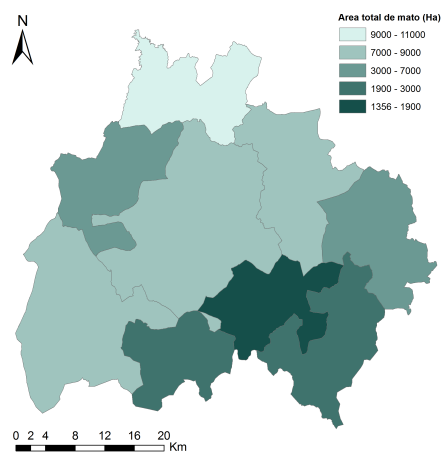 N
Area total de mato (Ha)
9000 - 11000
7000 - 9000
3000 - 7000
1900 - 3000
1356 - 1900
0 2 4 8 12 16 20
Km